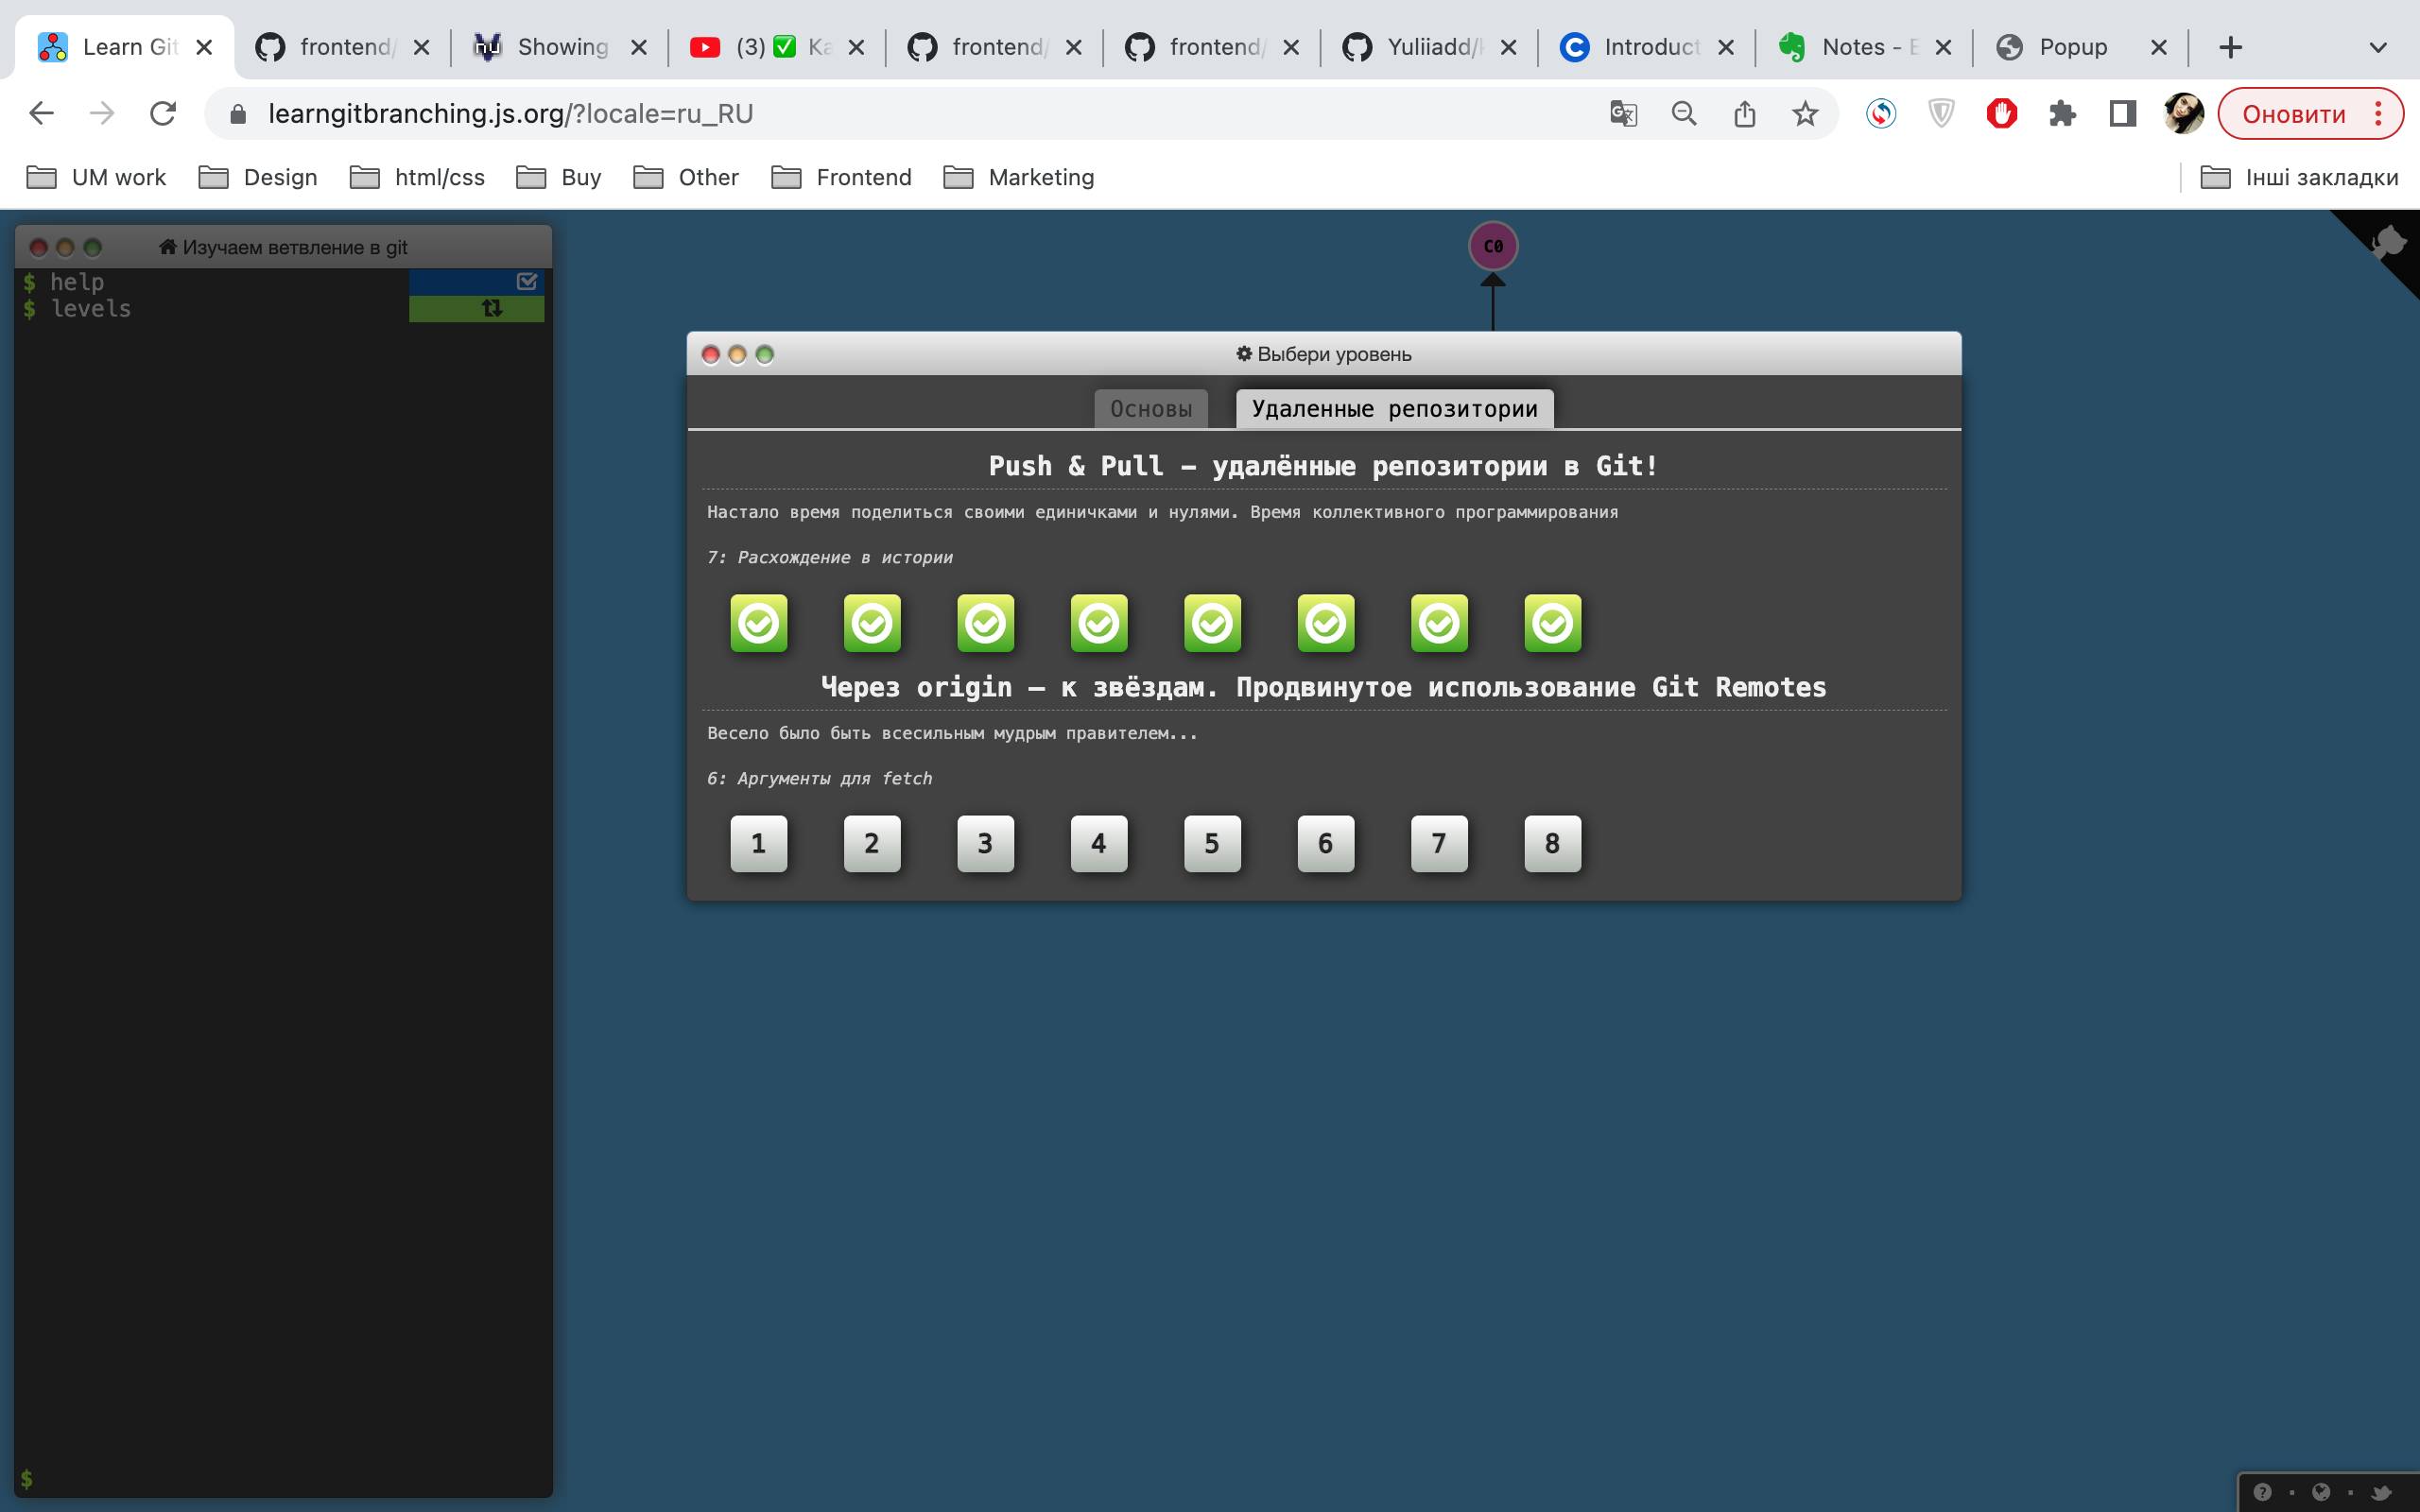 Learn Git
frontend/
Showing
(3) ✅ Ка
frontend/
frontend/
Yuliiadd/k
Introduct
Notes - E
Popup
learngitbranching.js.org/?locale=ru_RU
Оновити
UM work
Design
html/css
Buy
Other
Frontend
Marketing
Інші закладки
Изучаем ветвление в git
$ help
$ levels
$
C0
Выбери уровень
Основы
Удаленные репозитории
Push & Pull – удалённые репозитории в Git!
Настало время поделиться своими единичками и нулями. Время коллективного программирования
7: Расхождение в истории
Через origin – к звёздам. Продвинутое использование Git Remotes
Весело было быть всесильным мудрым правителем...
6: Аргументы для fetch
1 2 3 4 5 6 7 8